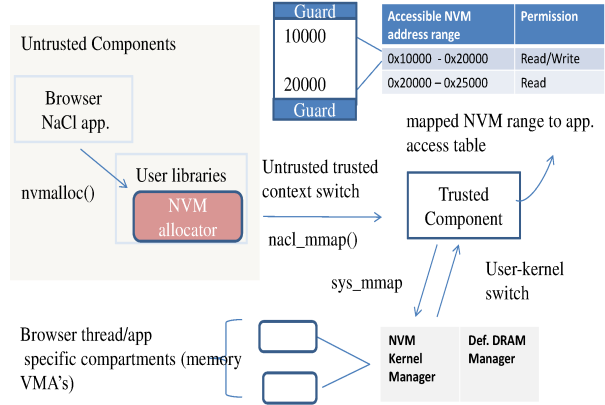 Guard
10000
20000
Guard
Accessible NVM address range
Permission
0x10000 - 0x20000
Read/Write
0x20000 – 0x25000
Read
Untrusted Components
Browser
NaCl app.
nvmalloc()
User libraries
NVM
allocator
Untrusted trusted
context switch
nacl_mmap()
mapped NVM range to app.
access table
Trusted
Component
sys_mmap
User-kernel
switch
Browser thread/app
specific compartments (memory
VMA's)
NVM
Kernel
Manager
Def. DRAM
Manager